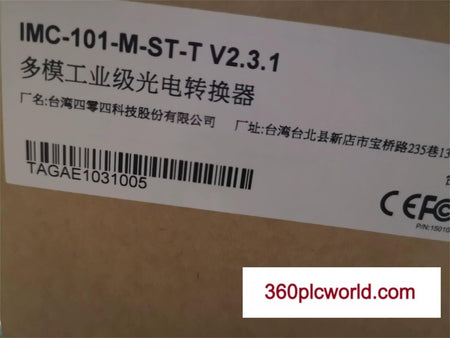 IMC-101-M-ST-T V2.3.1
多模工业级光电转换器
厂名:台湾四零四科技股份有限公司 厂址:台湾台北县新店市宝桥路235巷13
TAGAE1031005
CE FC
P/N:15010
360plcworld.com